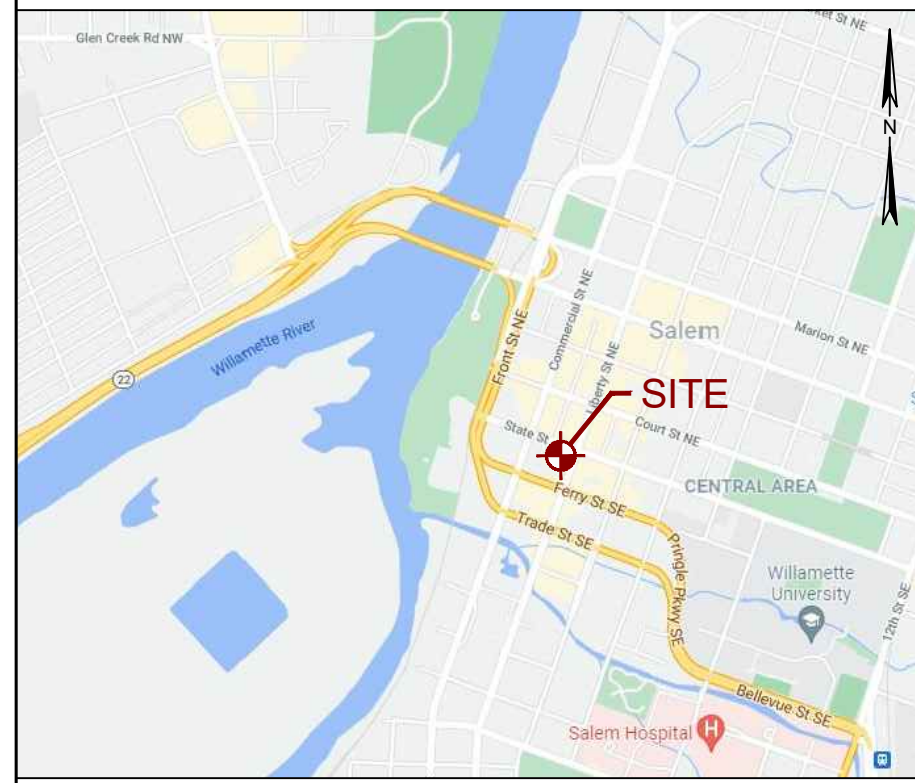 Glen Creek Rd NW
ket St NE
N
Willamette River
22
Front St NE
Commercial St NE
Liberty St NE
Salem
Marion St NE
SITE
State St
Court St NE
CENTRAL AREA
Ferry St SE
Trade St SE
Pringle Pkwy SE
Willamette
University
12th St SE
Bellevue St SE
Salem Hospital
H